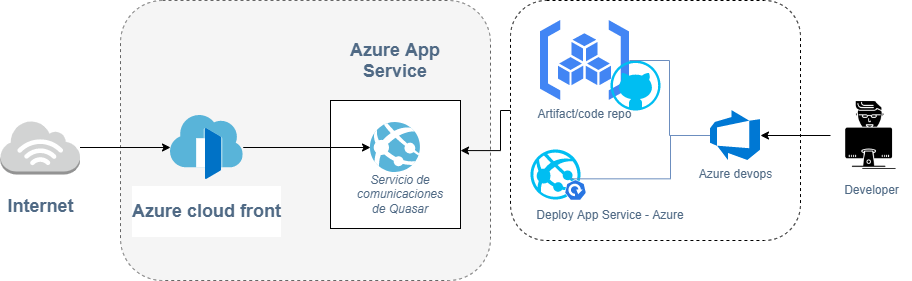 Azure App
Service
Artifact/code repo
Servicio de
comunicaciones
de Quasar
Azure devops
Developer
Internet
Azure cloud front
Deploy App Service - Azure